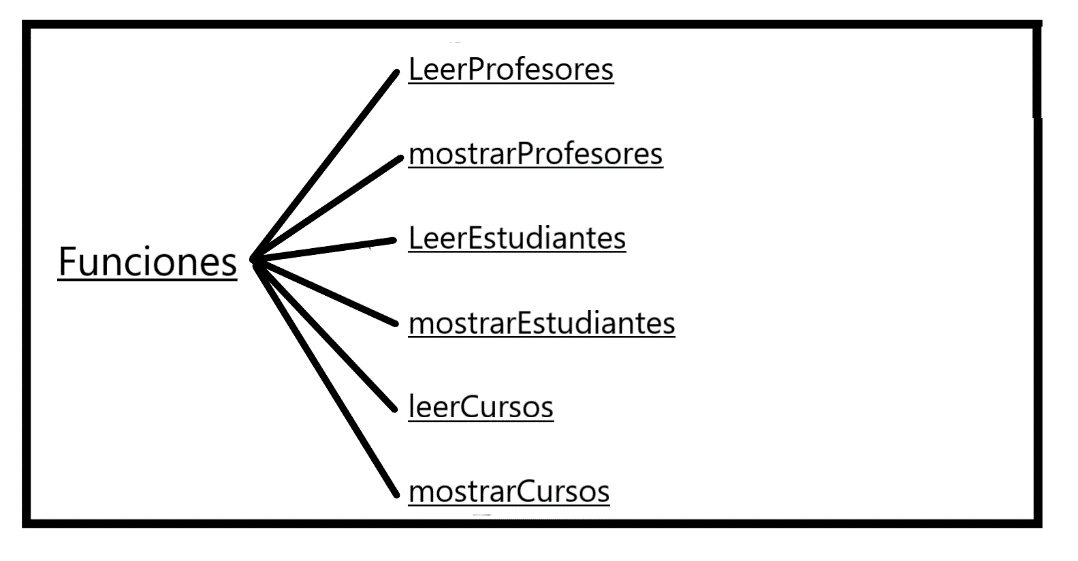 LeerProfesores
mostrarProfesores
LeerEstudiantes
Funciones
mostrarEstudiantes
leerCursos
mostrarCursos